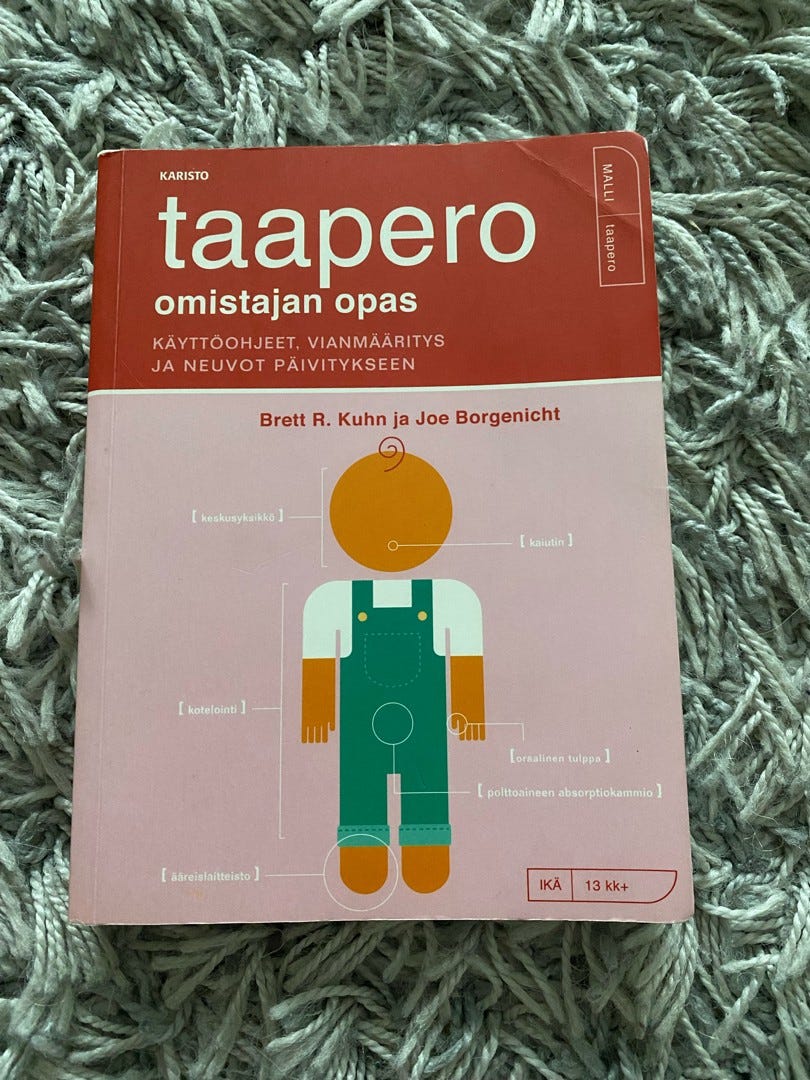 KARISTO
MALLI taapero
taapero
omistajan opas
KÄYTTÖOHJEET, VIANMÄÄRITYS
JA NEUVOT PÄIVITYKSEEN
Brett R. Kuhn ja Joe Borgenicht
[ keskusyksikkö ]
[ kaiutin ]
[ kotelointi ]
[oraalinen tulppa ]
[ polttoaineen absorptiokammio ]
[ ääreislaitteisto ]
IKÄ 13 kk+